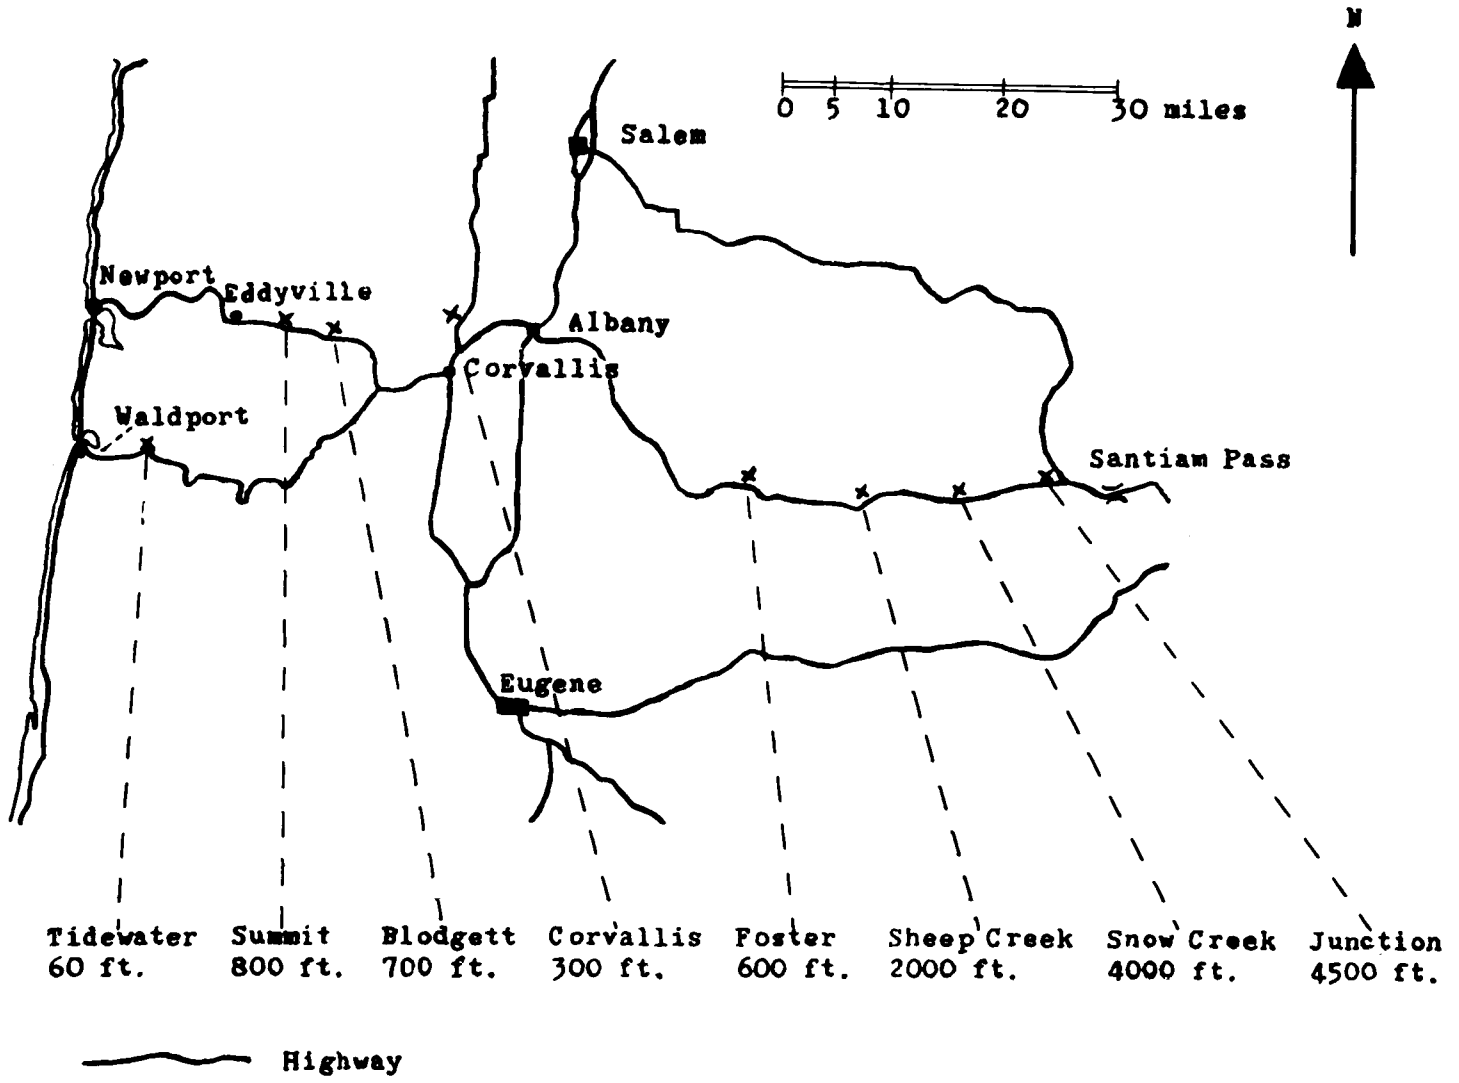 N
0 5 10 20 30 miles
Salem
Newport
Eddyville
Albany
Corvallis
Waldport
Santiam Pass
Eugene
Tidewater Summit Blodgett Corvallis Foster Sheep Creek Snow Creek Junction
60 ft. 800 ft. 700 ft. 300 ft. 600 ft. 2000 ft. 4000 ft. 4500 ft.
Highway